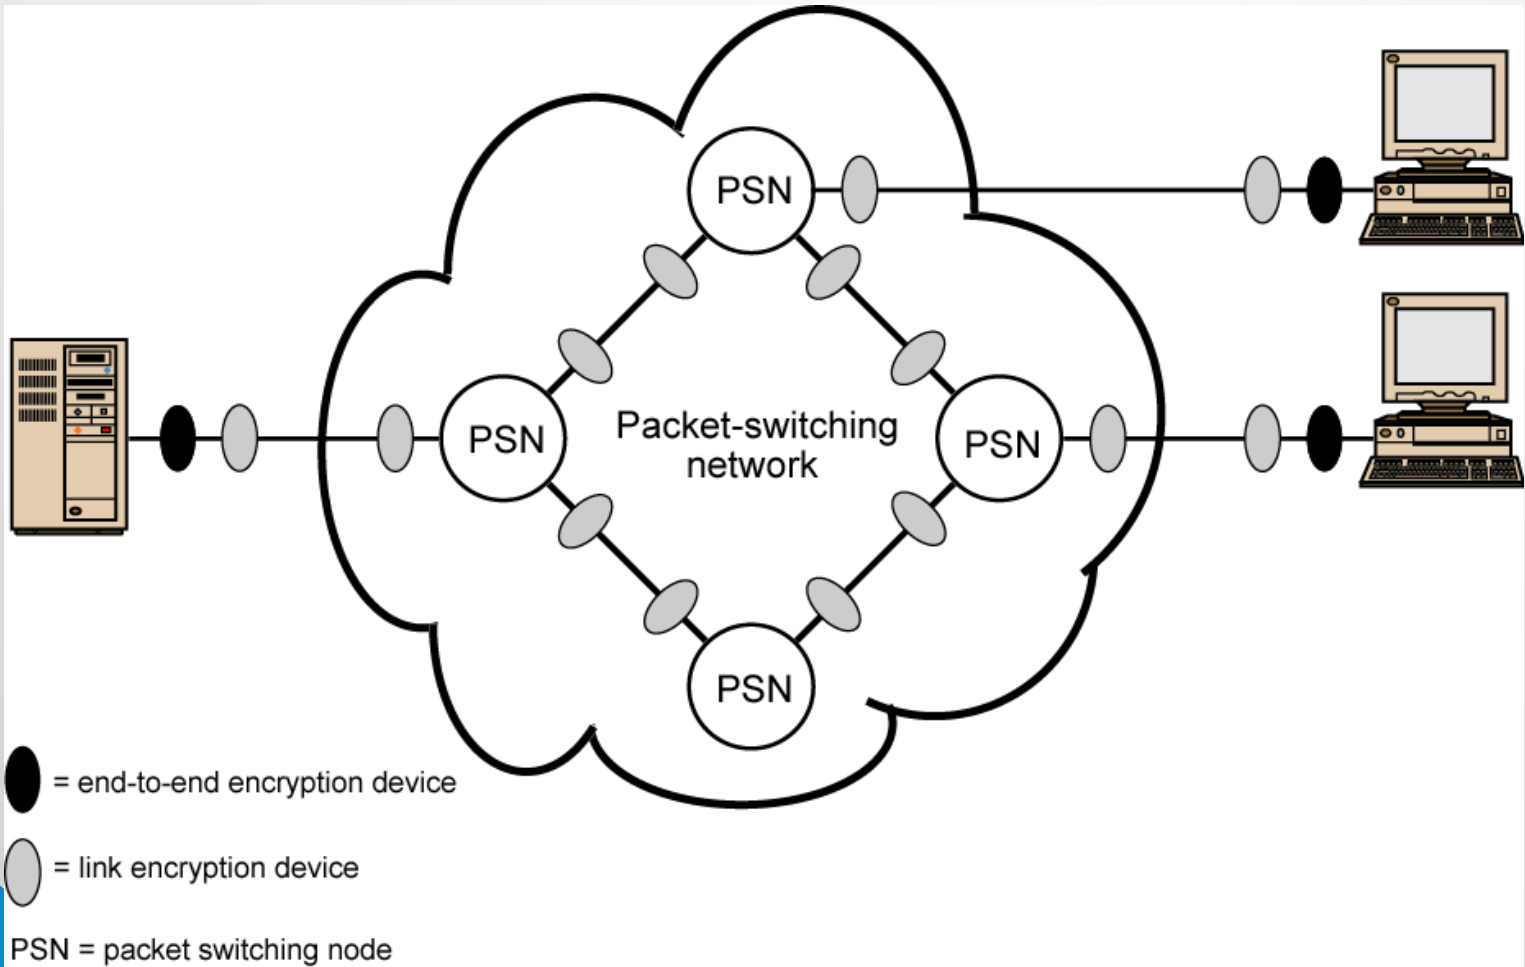 PSN
PSN
Packet-switching
network
PSN
PSN
= end-to-end encryption device
= link encryption device
PSN = packet switching node